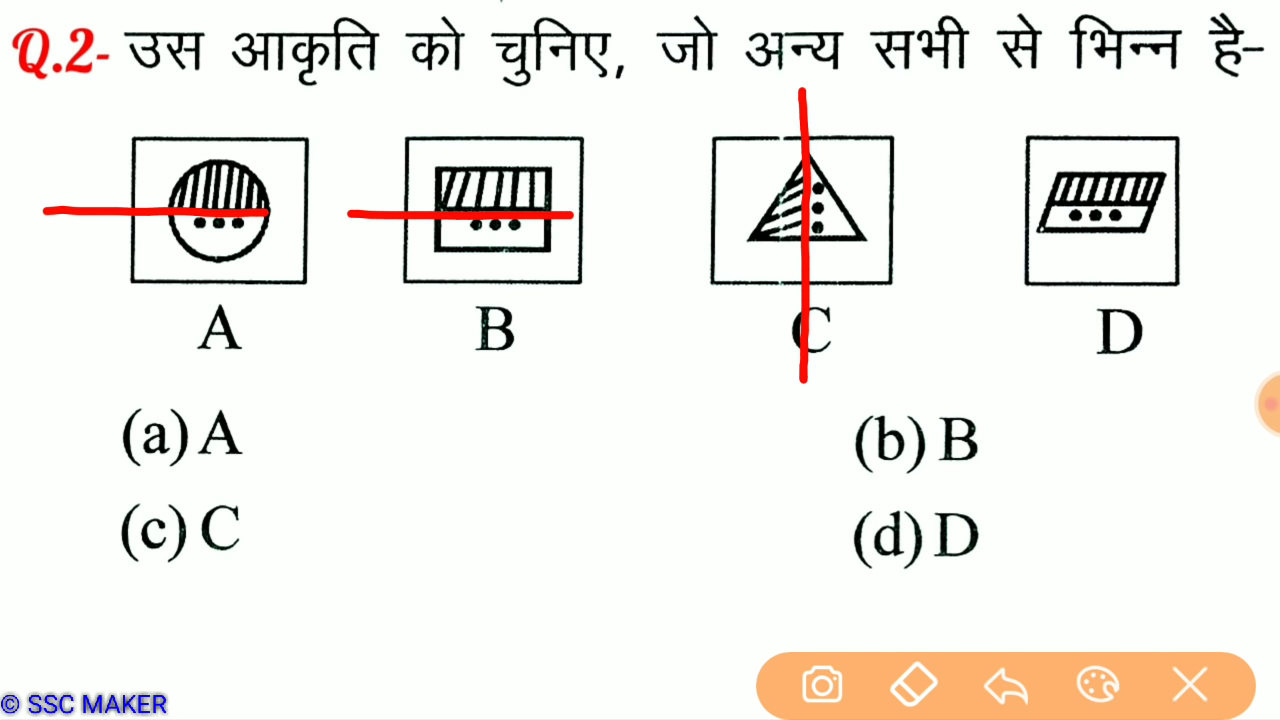 Q.2- उस आकृति को चुनिए, जो अन्य सभी से भिन्न है-
A B C D
(a) A (b) B
(c) C (d) D
© SSC MAKER